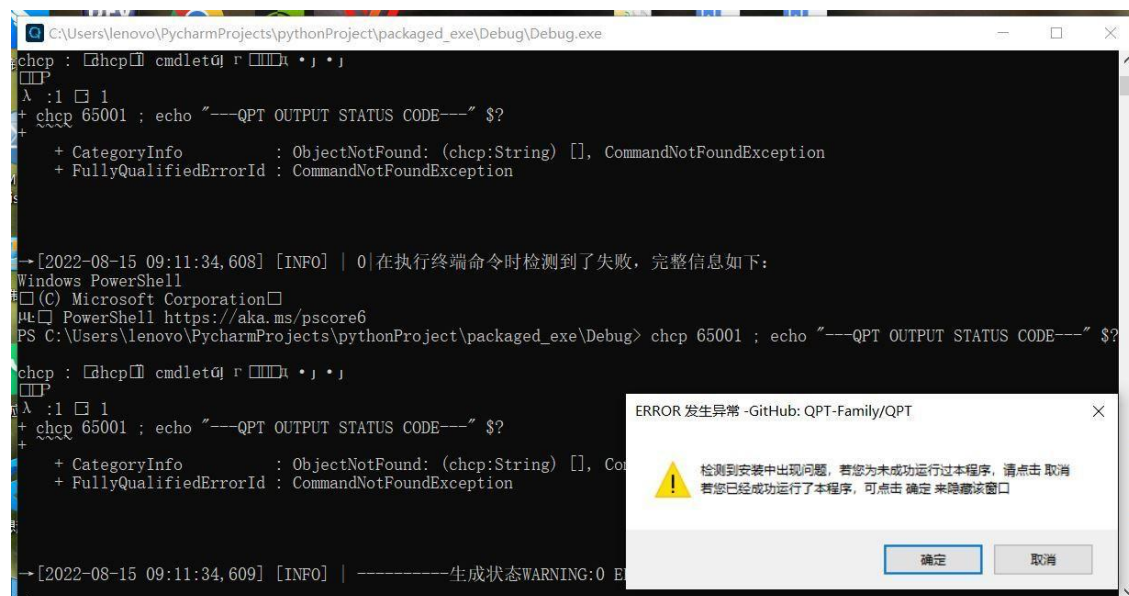 C:\Users\lenovo\PycharmProjects\pythonProject\packaged_exe\Debug\Debug.exe
chcp : cmdlet
:1 1
+ chcp 65001 ; echo "---QPT OUTPUT STATUS CODE---" $?
+ ~~~~
+ CategoryInfo : ObjectNotFound: (chcp:String) [], CommandNotFoundException
+ FullyQualifiedErrorId : CommandNotFoundException
→[2022-08-15 09:11:34,608] [INFO] | 0|在执行终端命令时检测到了失败，完整信息如下：
Windows PowerShell
(C) Microsoft Corporation
PowerShell https://aka.ms/pscore6
PS C:\Users\lenovo\PycharmProjects\pythonProject\packaged_exe\Debug> chcp 65001 ; echo "---QPT OUTPUT STATUS CODE---" $?
chcp : cmdlet
:1 1
+ chcp 65001 ; echo "---QPT OUTPUT STATUS CODE---" $?
+ ~~~~
+ CategoryInfo : ObjectNotFound: (chcp:String) [], Co
+ FullyQualifiedErrorId : CommandNotFoundException
→[2022-08-15 09:11:34,609] [INFO] | ----------生成状态WARNING:0 E
ERROR 发生异常 -GitHub: QPT-Family/QPT
检测到安装中出现问题，若您为未成功运行过本程序，请点击 取消
若您已经成功运行了本程序，可点击 确定 来隐藏该窗口
确定
取消